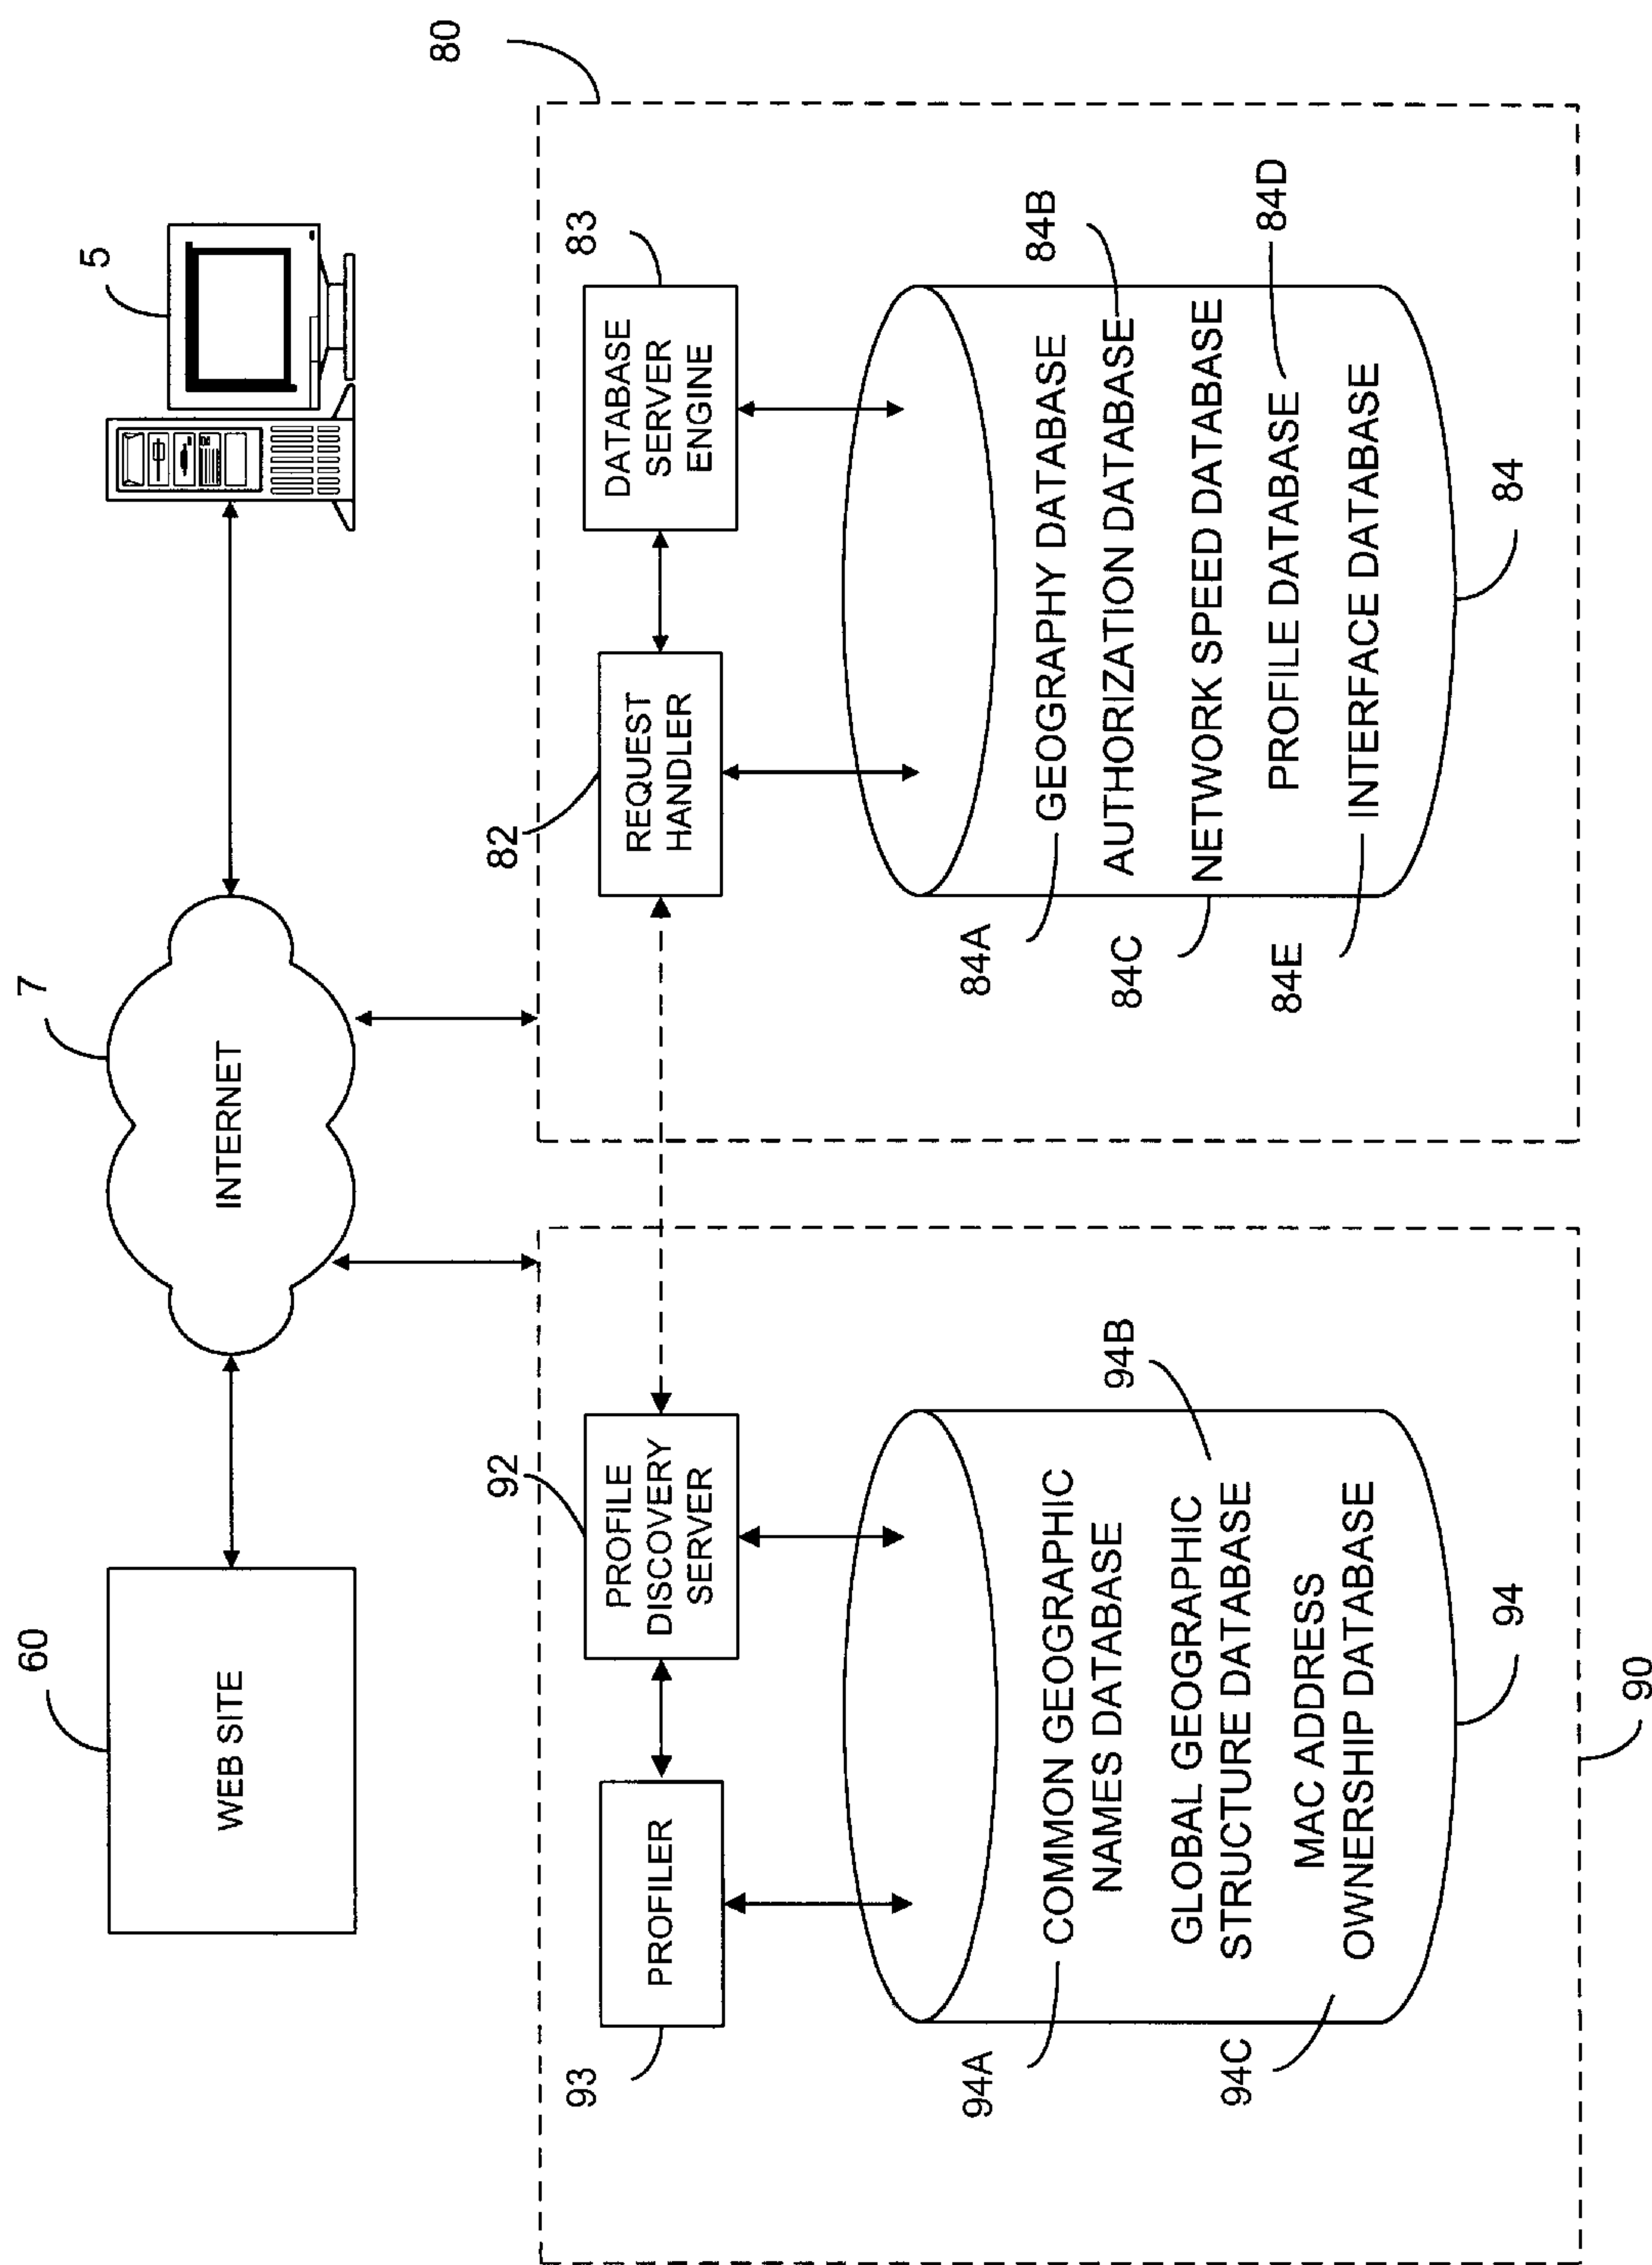 60
WEB SITE
7
INTERNET
5
80
92
PROFILE
DISCOVERY
SERVER
93
PROFILER
94A
COMMON GEOGRAPHIC
NAMES DATABASE
94B
GLOBAL GEOGRAPHIC
STRUCTURE DATABASE
94C
MAC ADDRESS
OWNERSHIP DATABASE
94
90
82
REQUEST
HANDLER
83
DATABASE
SERVER
ENGINE
84A
GEOGRAPHY DATABASE
84B
AUTHORIZATION DATABASE
84C
NETWORK SPEED DATABASE
84D
PROFILE DATABASE
84E
INTERFACE DATABASE
84